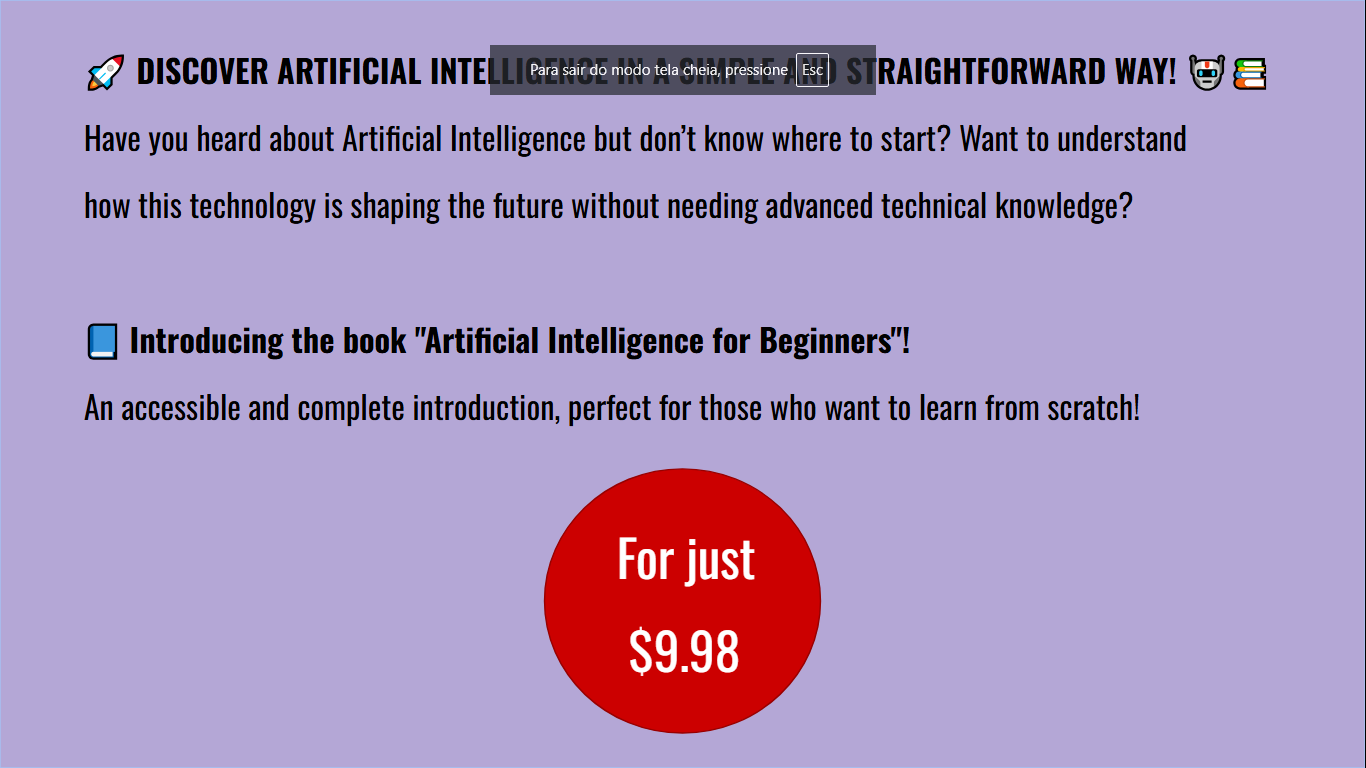 🚀 DISCOVER ARTIFICIAL INTELLIGENCE IN A SIMPLE AND STRAIGHTFORWARD WAY! 🤖📚
Para sair do modo tela cheia, pressione Esc
Have you heard about Artificial Intelligence but don’t know where to start? Want to understand
how this technology is shaping the future without needing advanced technical knowledge?
📘 Introducing the book "Artificial Intelligence for Beginners"!
An accessible and complete introduction, perfect for those who want to learn from scratch!
For just
$9.98